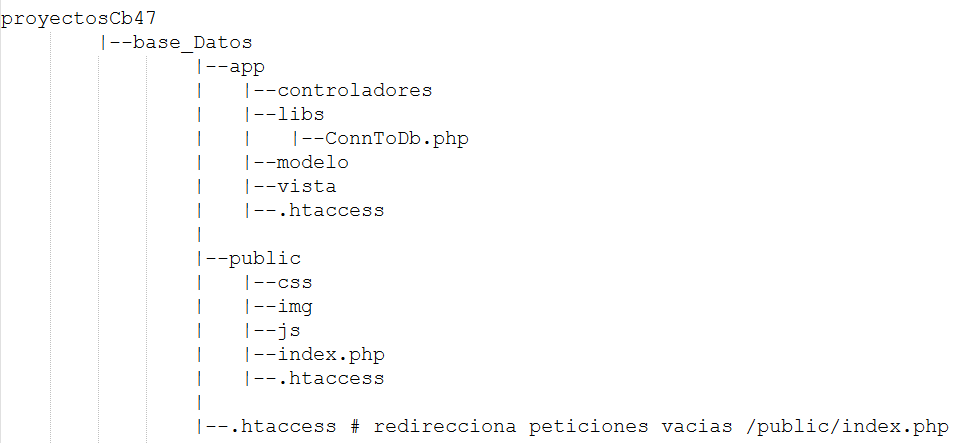 proyectosCb47
|--base_Datos
|--app
| |--controladores
| |--libs
| | |--ConnToDb.php
| |--modelo
| |--vista
| |--.htaccess
|
|--public
| |--css
| |--img
| |--js
| |--index.php
| |--.htaccess
|
|--.htaccess # redirecciona peticiones vacias /public/index.php